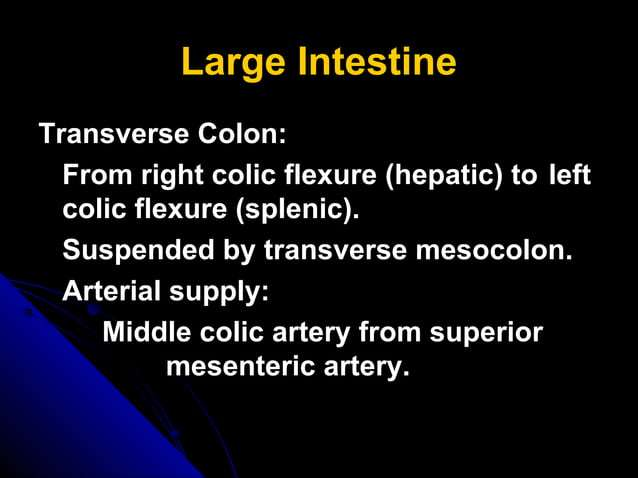 Large Intestine
Transverse Colon:
From right colic flexure (hepatic) to left
colic flexure (splenic).
Suspended by transverse mesocolon.
Arterial supply:
Middle colic artery from superior
mesenteric artery.